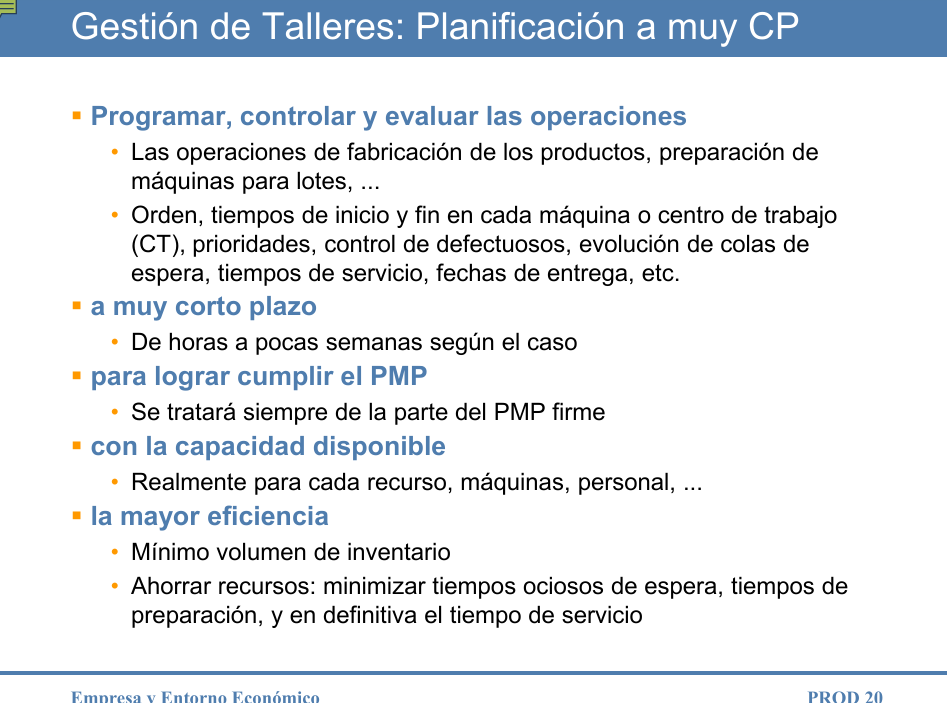 Gestión de Talleres: Planificación a muy CP
Programar, controlar y evaluar las operaciones
Las operaciones de fabricación de los productos, preparación de
máquinas para lotes, ...
Orden, tiempos de inicio y fin en cada máquina o centro de trabajo
(CT), prioridades, control de defectuosos, evolución de colas de
espera, tiempos de servicio, fechas de entrega, etc.
a muy corto plazo
De horas a pocas semanas según el caso
para lograr cumplir el PMP
Se tratará siempre de la parte del PMP firme
con la capacidad disponible
Realmente para cada recurso, máquinas, personal, ...
la mayor eficiencia
Mínimo volumen de inventario
Ahorrar recursos: minimizar tiempos ociosos de espera, tiempos de
preparación, y en definitiva el tiempo de servicio
Empresa y Entorno Económico
PROD 20